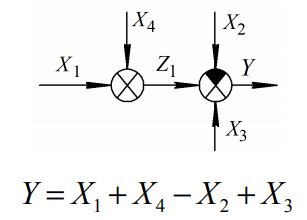 X₄ X₂
X₁ Z₁ Y
X₃
Y = X₁ + X₄ − X₂ + X₃